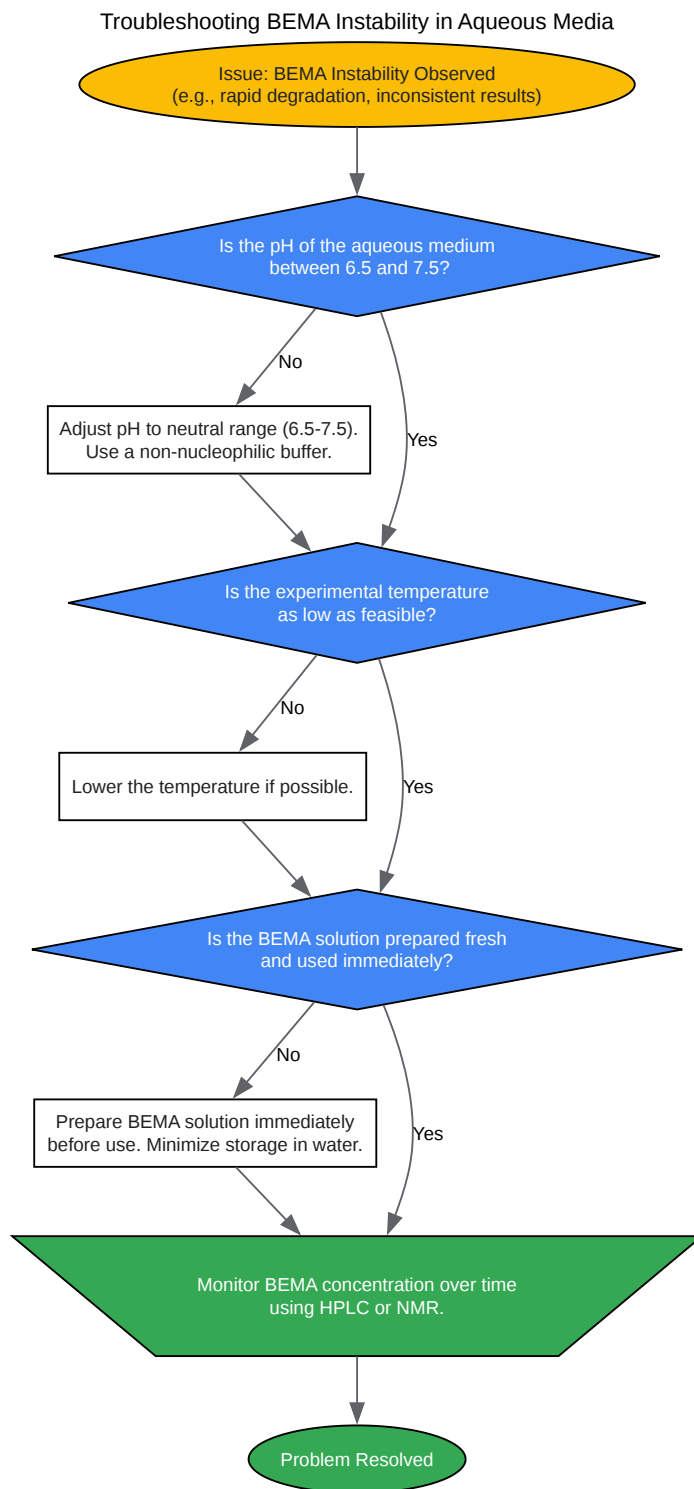 Troubleshooting BEMA Instability in Aqueous Media
Issue: BEMA Instability Observed
(e.g., rapid degradation, inconsistent results)
Is the pH of the aqueous medium
between 6.5 and 7.5?
No
Adjust pH to neutral range (6.5-7.5).
Use a non-nucleophilic buffer.
Yes
Is the experimental temperature
as low as feasible?
No
Lower the temperature if possible.
Yes
Is the BEMA solution prepared fresh
and used immediately?
No
Prepare BEMA solution immediately
before use. Minimize storage in water.
Yes
Monitor BEMA concentration over time
using HPLC or NMR.
Problem Resolved